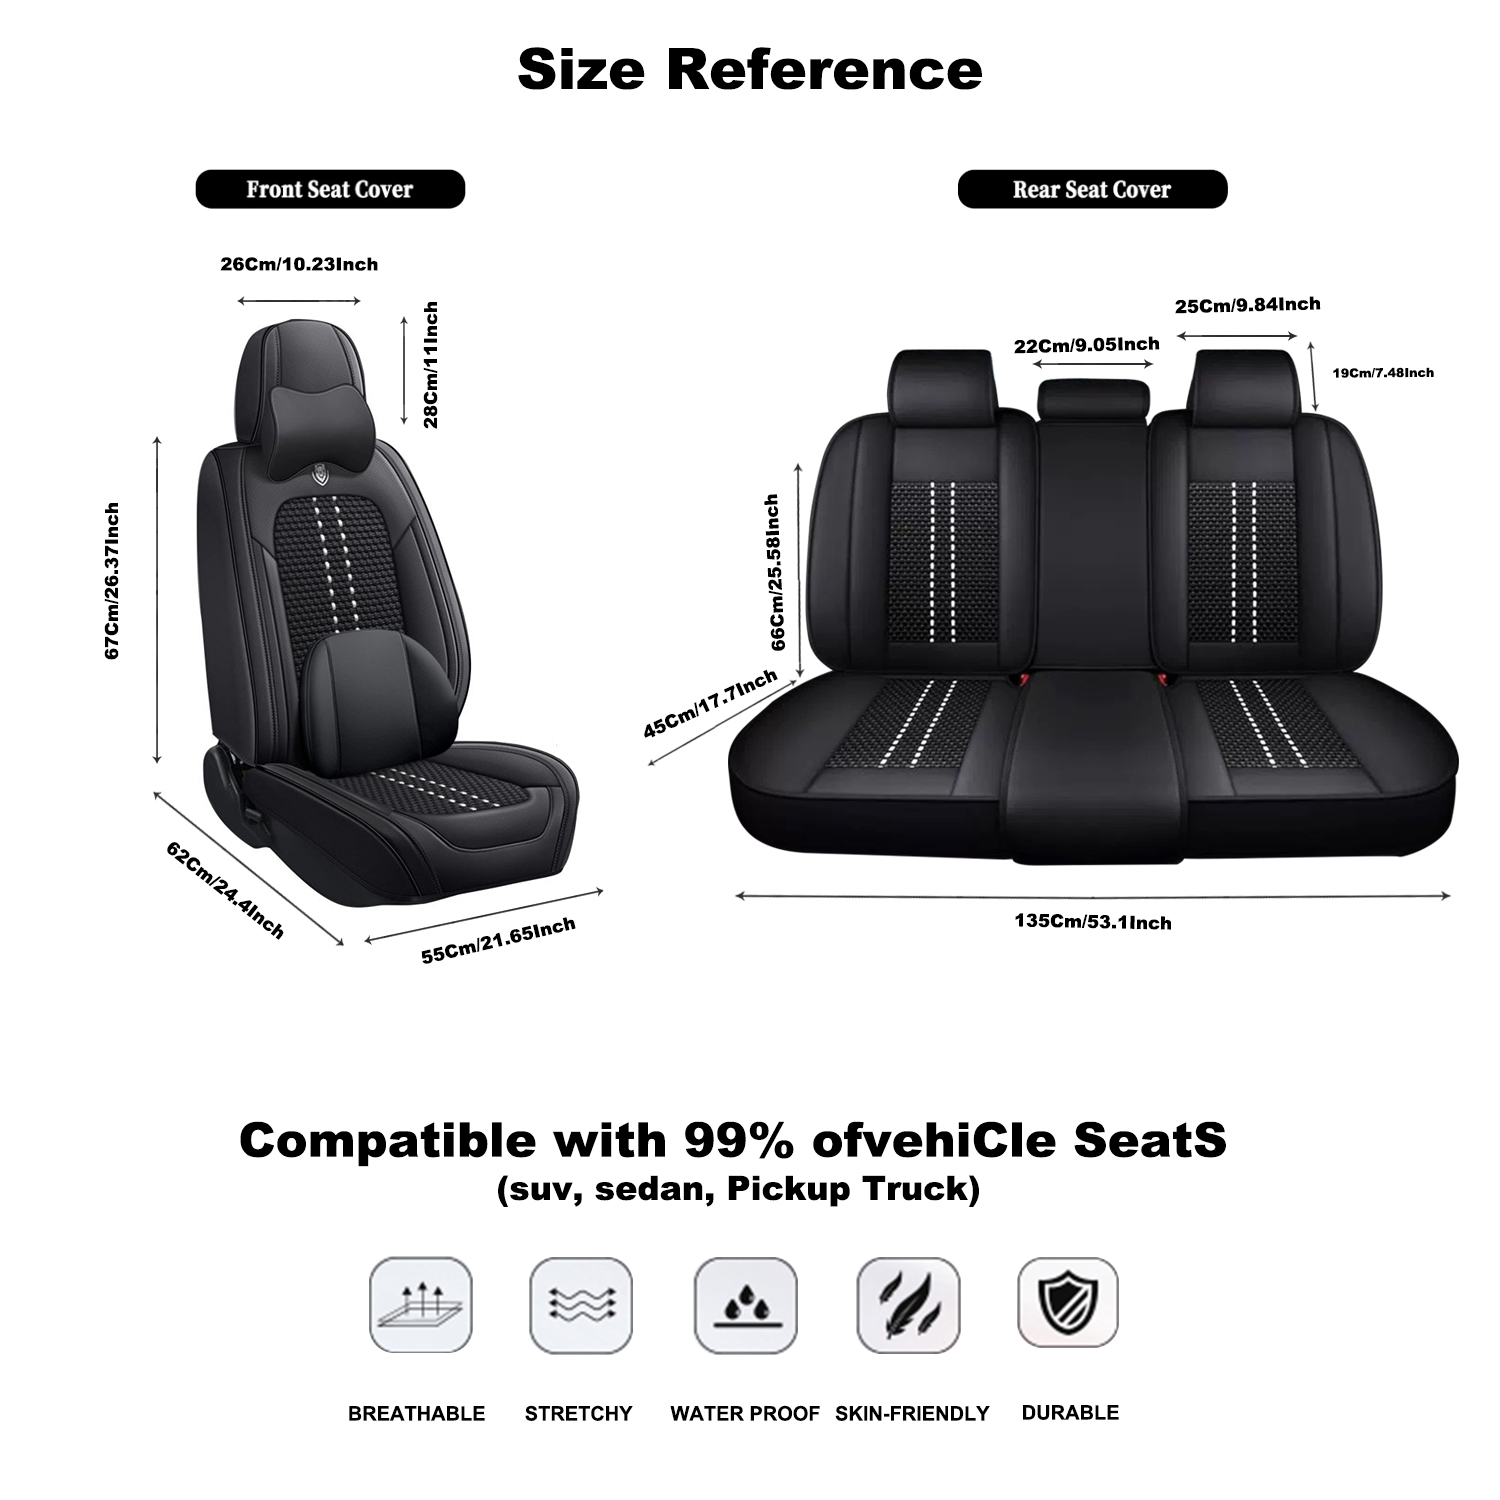 Size Reference
Front Seat Cover
Rear Seat Cover
26Cm/10.23Inch
28Cm/11Inch
67Cm/26.37Inch
62Cm/24.4Inch
55Cm/21.65Inch
25Cm/9.84Inch
22Cm/9.05Inch
19Cm/7.48Inch
66Cm/25.58Inch
45Cm/17.7Inch
135Cm/53.1Inch
Compatible with 99% ofvehiCle SeatS
(suv, sedan, Pickup Truck)
BREATHABLE
STRETCHY
WATER PROOF
SKIN-FRIENDLY
DURABLE